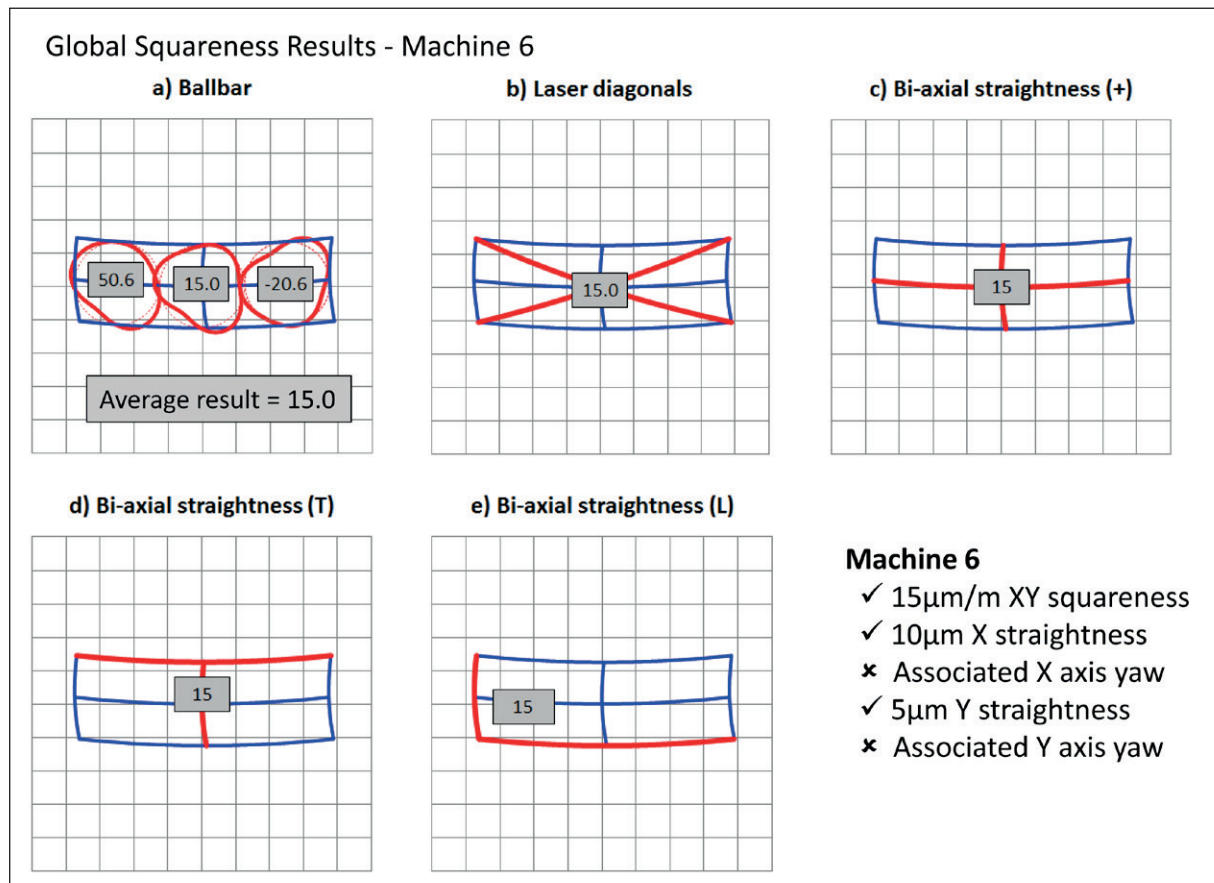 Global Squareness Results - Machine 6
a) Ballbar
b) Laser diagonals
c) Bi-axial straightness (+)
50.6
15.0
-20.6
15.0
15
Average result = 15.0
d) Bi-axial straightness (T)
e) Bi-axial straightness (L)
15
15
Machine 6
✓ 15µm/m XY squareness
✓ 10µm X straightness
× Associated X axis yaw
✓ 5µm Y straightness
× Associated Y axis yaw